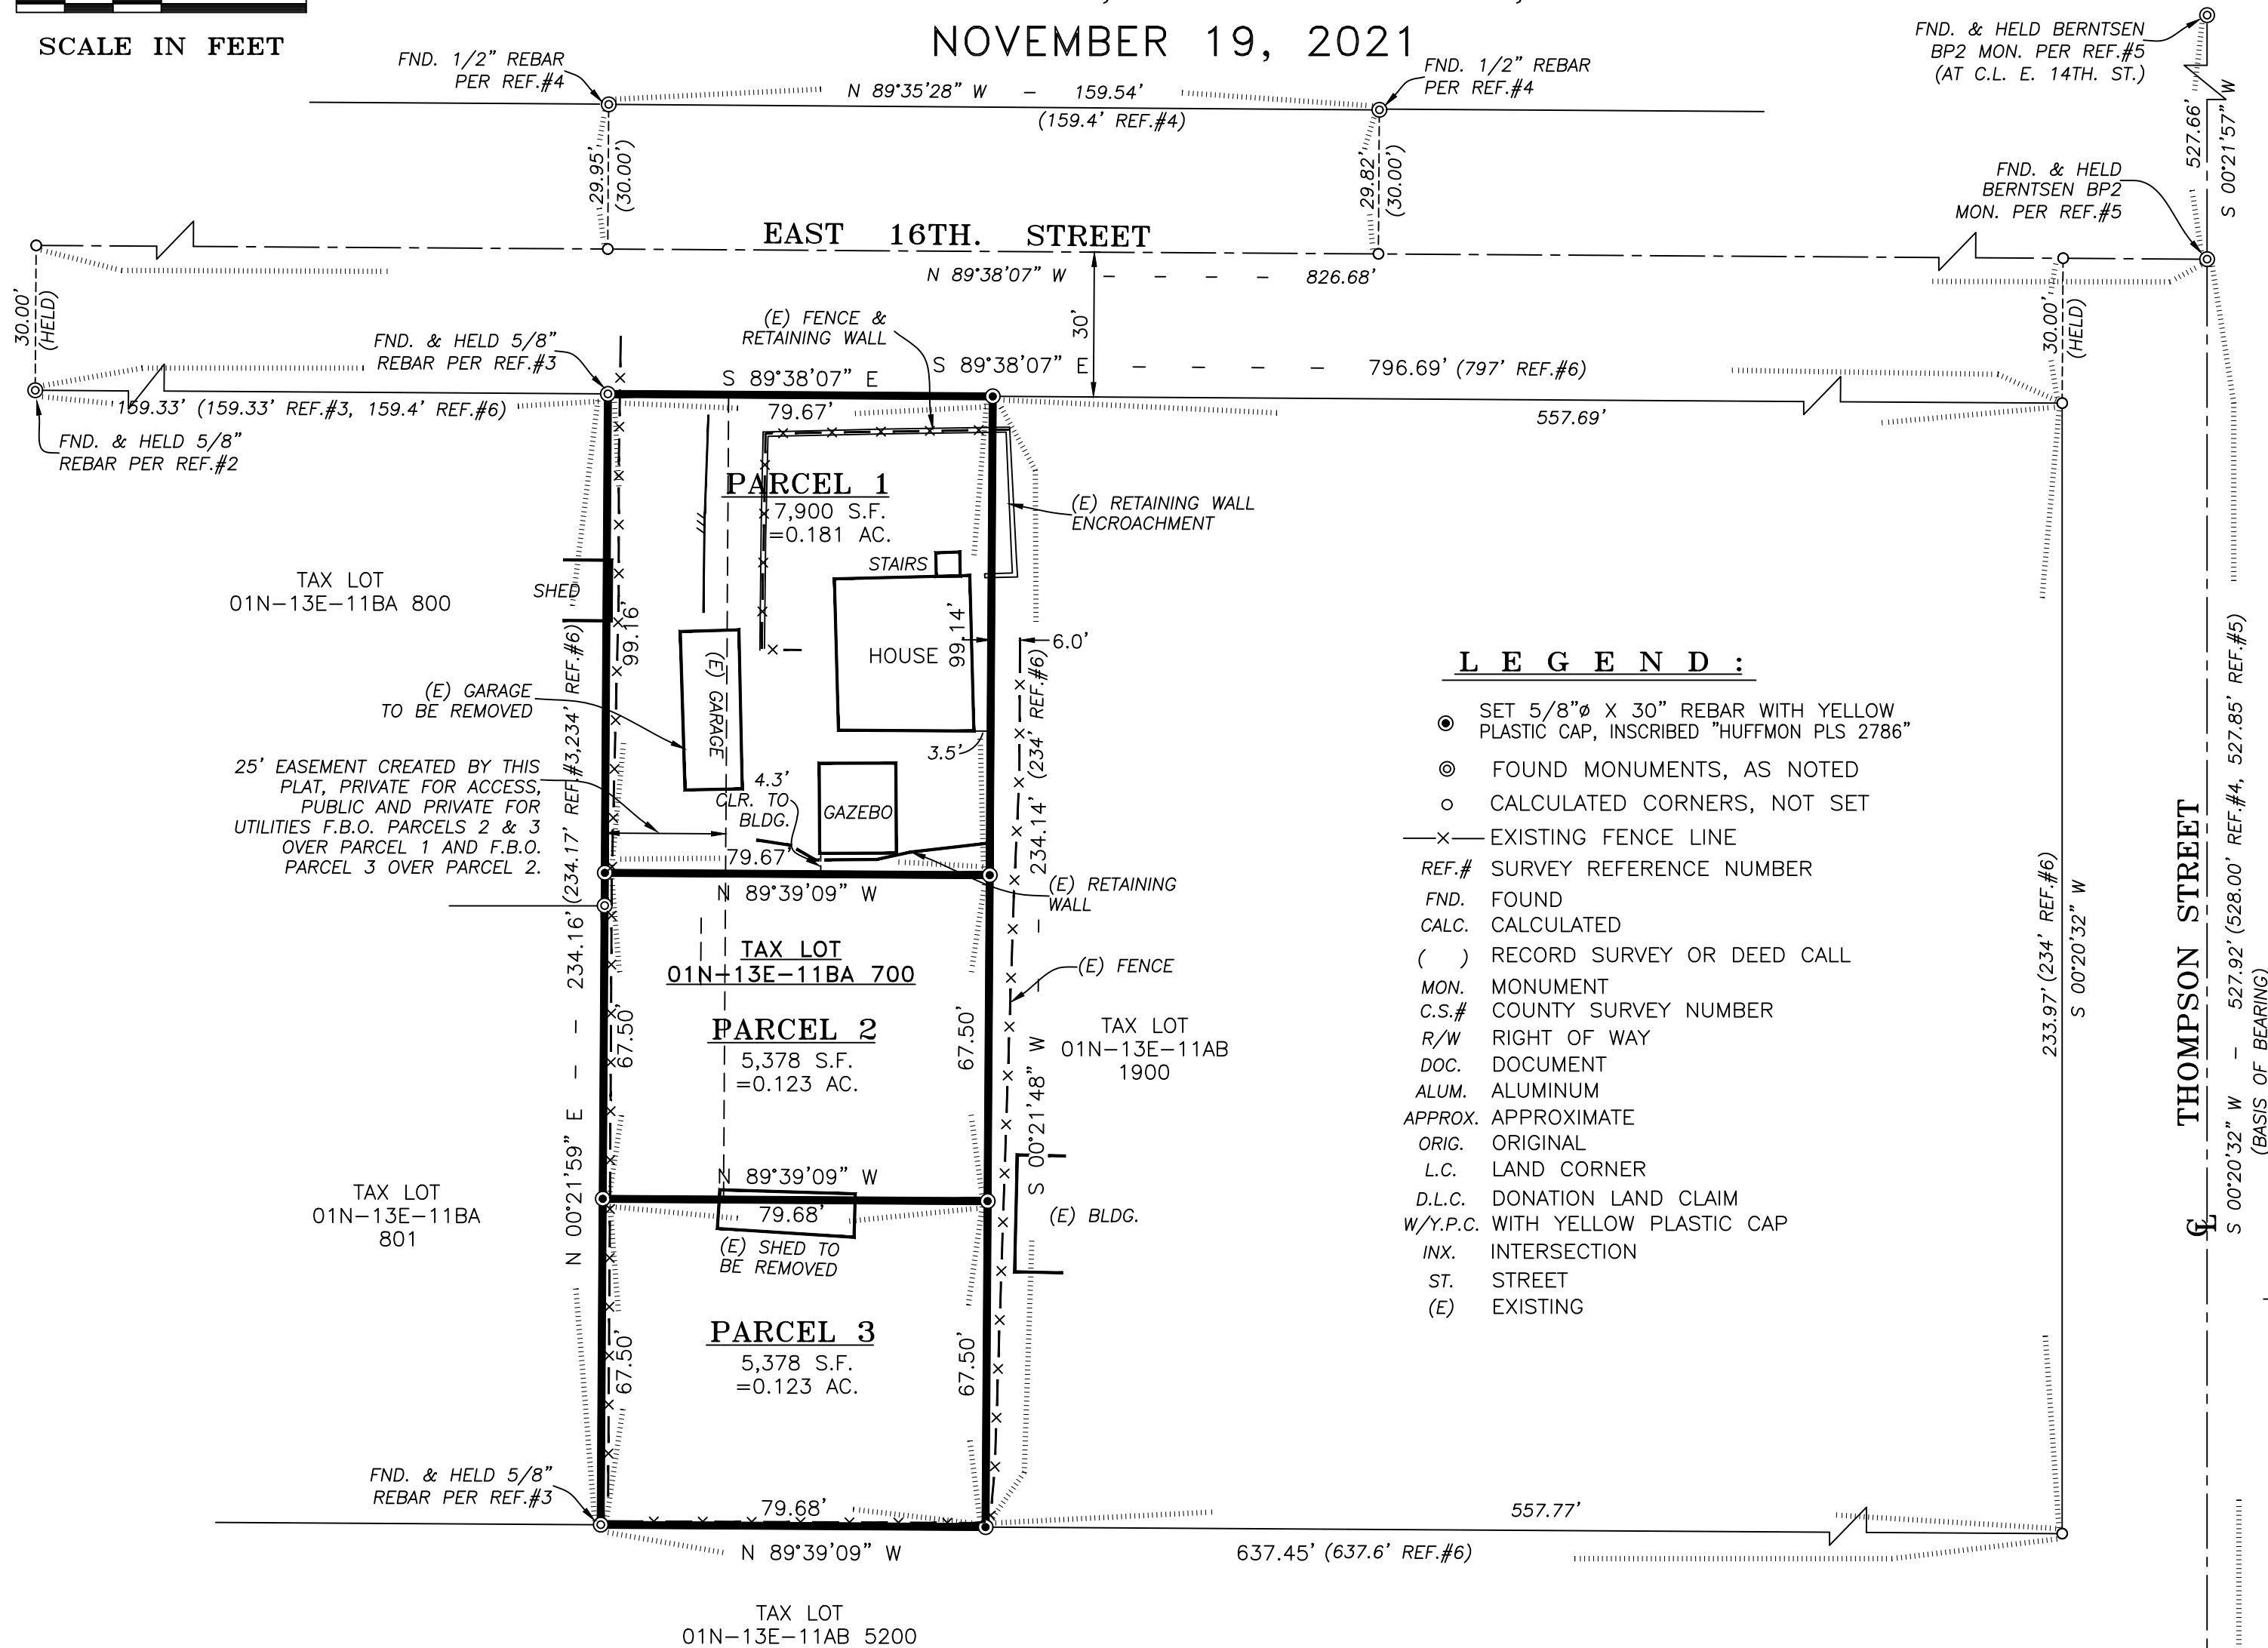 SCALE IN FEET
NOVEMBER 19, 2021
FND. 1/2" REBAR
PER REF.#4
N 89°35'28" W – 159.54'
(159.4' REF.#4)
FND. 1/2" REBAR
PER REF.#4
FND. & HELD BERNTSEN
BP2 MON. PER REF.#5
(AT C.L. E. 14TH. ST.)
527.66'
S 00°21'57" W
29.95'
(30.00')
29.82'
(30.00')
FND. & HELD
BERNTSEN BP2
MON. PER REF.#5
EAST 16TH. STREET
N 89°38'07" W – – – – 826.68'
30.00'
(HELD)
30'
30.00'
(HELD)
FND. & HELD 5/8"
REBAR PER REF.#3
(E) FENCE &
RETAINING WALL
S 89°38'07" E
79.67'
S 89°38'07" E – – – – 796.69' (797' REF.#6)
557.69'
159.33' (159.33' REF.#3, 159.4' REF.#6)
FND. & HELD 5/8"
REBAR PER REF.#2
PARCEL 1
7,900 S.F.
=0.181 AC.
(E) RETAINING WALL
ENCROACHMENT
TAX LOT
01N-13E-11BA 800
SHED
STAIRS
99.16'
HOUSE
99.14'
6.0'
(E) GARAGE
(E) GARAGE
TO BE REMOVED
3.5'
25' EASEMENT CREATED BY THIS
PLAT, PRIVATE FOR ACCESS,
PUBLIC AND PRIVATE FOR
UTILITIES F.B.O. PARCELS 2 & 3
OVER PARCEL 1 AND F.B.O.
PARCEL 3 OVER PARCEL 2.
4.3'
CLR. TO
BLDG.
GAZEBO
79.67'
N 89°39'09" W
(E) RETAINING
WALL
N 00°21'59" E – – 234.16' (234.17' REF.#3,234' REF.#6)
S 00°21'48" W – – 234.14' (234' REF.#6)
TAX LOT
01N-13E-11BA 700
(E) FENCE
PARCEL 2
5,378 S.F.
=0.123 AC.
67.50'
67.50'
TAX LOT
01N-13E-11AB
1900
N 89°39'09" W
79.68'
(E) SHED TO
BE REMOVED
(E) BLDG.
TAX LOT
01N-13E-11BA
801
PARCEL 3
5,378 S.F.
=0.123 AC.
67.50'
67.50'
FND. & HELD 5/8"
REBAR PER REF.#3
79.68'
N 89°39'09" W
557.77'
637.45' (637.6' REF.#6)
TAX LOT
01N-13E-11AB 5200
LEGEND:
SET 5/8"ø X 30" REBAR WITH YELLOW
PLASTIC CAP, INSCRIBED "HUFFMON PLS 2786"
FOUND MONUMENTS, AS NOTED
CALCULATED CORNERS, NOT SET
EXISTING FENCE LINE
REF.# SURVEY REFERENCE NUMBER
FND. FOUND
CALC. CALCULATED
( ) RECORD SURVEY OR DEED CALL
MON. MONUMENT
C.S.# COUNTY SURVEY NUMBER
R/W RIGHT OF WAY
DOC. DOCUMENT
ALUM. ALUMINUM
APPROX. APPROXIMATE
ORIG. ORIGINAL
L.C. LAND CORNER
D.L.C. DONATION LAND CLAIM
W/Y.P.C. WITH YELLOW PLASTIC CAP
INX. INTERSECTION
ST. STREET
(E) EXISTING
233.97' (234' REF.#6)
S 00°20'32" W
THOMPSON STREET
CL
S 00°20'32" W – 527.92' (528.00' REF.#4, 527.85' REF.#5)
(BASIS OF BEARING)